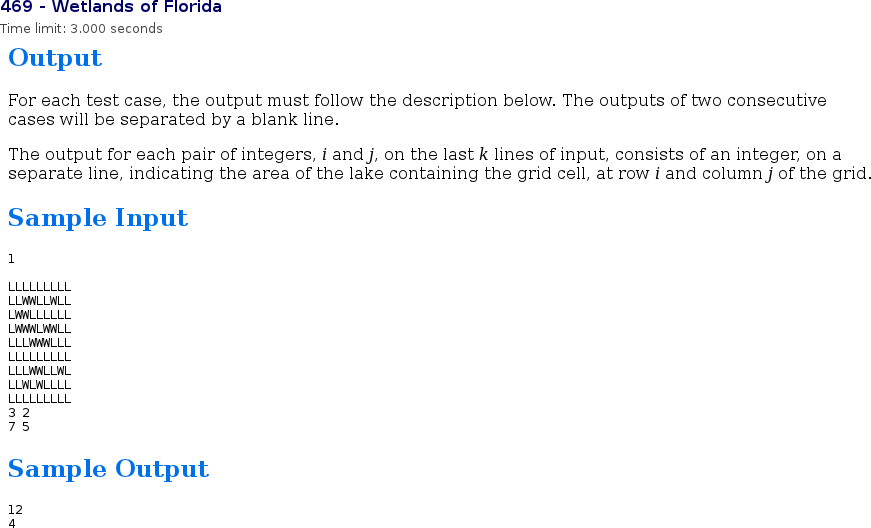 469 - Wetlands of Florida
Time limit: 3.000 seconds
Output
For each test case, the output must follow the description below. The outputs of two consecutive
cases will be separated by a blank line.
The output for each pair of integers, i and j, on the last k lines of input, consists of an integer, on a
separate line, indicating the area of the lake containing the grid cell, at row i and column j of the grid.
Sample Input
1
LLLLLLLLL
LLWWLLWLL
LWWLLLLLL
LWWWLWWLL
LLLWWWLLL
LLLLLLLLL
LLLWWLLWL
LLWLWLLLL
LLLLLLLLL
3 2
7 5
Sample Output
12
4